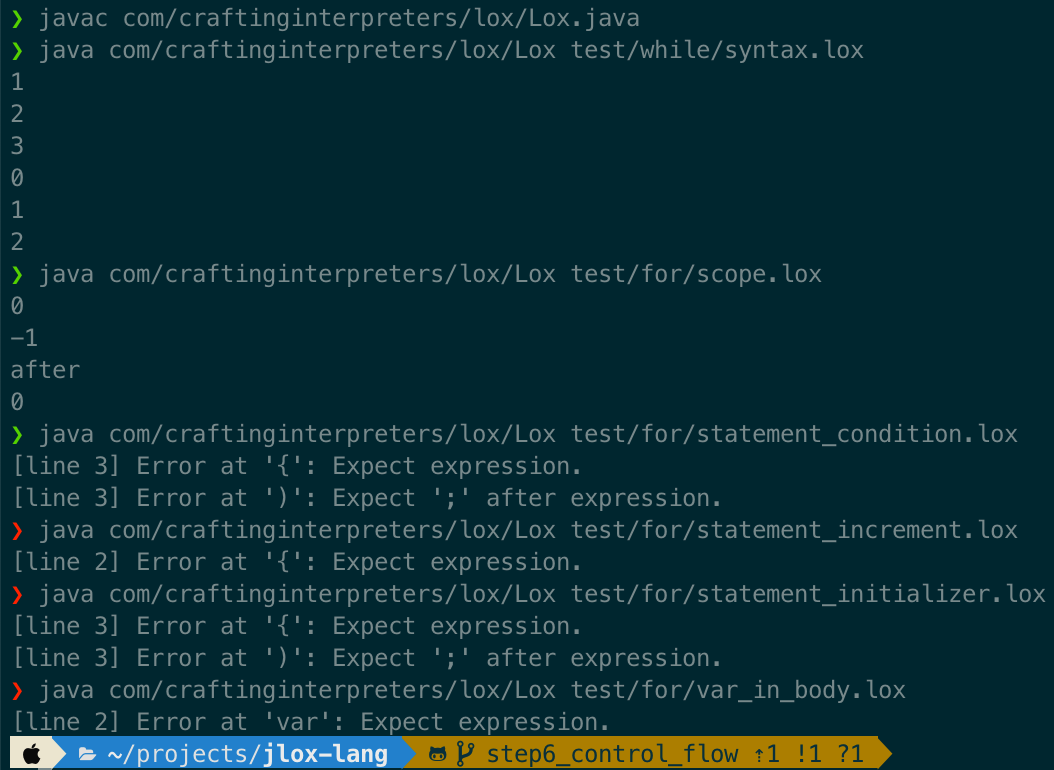 ❯ javac com/craftinginterpreters/lox/Lox.java
❯ java com/craftinginterpreters/lox/Lox test/while/syntax.lox
1
2
3
0
1
2
❯ java com/craftinginterpreters/lox/Lox test/for/scope.lox
0
-1
after
0
❯ java com/craftinginterpreters/lox/Lox test/for/statement_condition.lox
[line 3] Error at '{': Expect expression.
[line 3] Error at ')': Expect ';' after expression.
❯ java com/craftinginterpreters/lox/Lox test/for/statement_increment.lox
[line 2] Error at '{': Expect expression.
❯ java com/craftinginterpreters/lox/Lox test/for/statement_initializer.lox
[line 3] Error at '{': Expect expression.
[line 3] Error at ')': Expect ';' after expression.
❯ java com/craftinginterpreters/lox/Lox test/for/var_in_body.lox
[line 2] Error at 'var': Expect expression.
~/projects/jlox-lang step6_control_flow ⇡1 !1 ?1